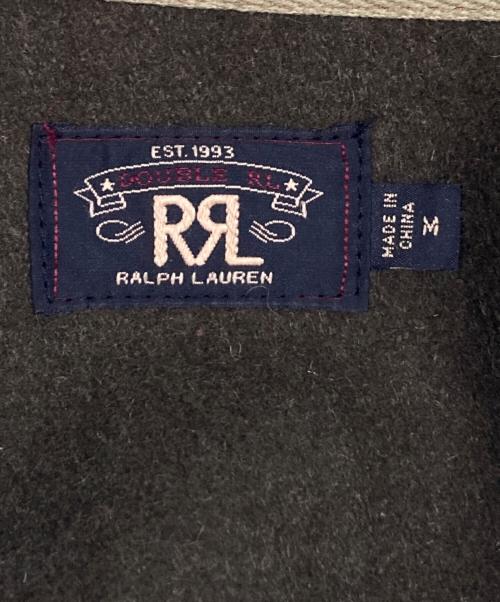 EST. 1993
DOUBLE RL
RRL
RALPH LAUREN
MADE IN
CHINA
M